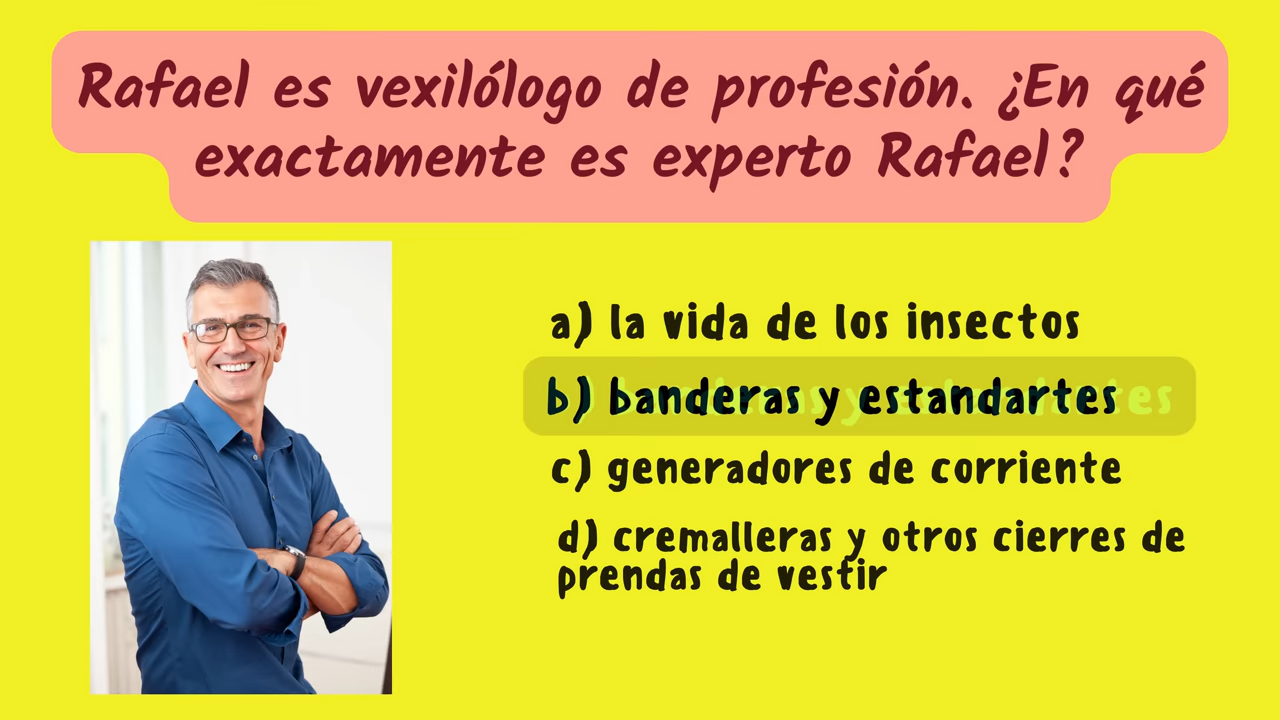 Rafael es vexilólogo de profesión. ¿En qué
exactamente es experto Rafael?
a) la vida de los insectos
b) banderas y estandartes
c) generadores de corriente
d) cremalleras y otros cierres de
prendas de vestir